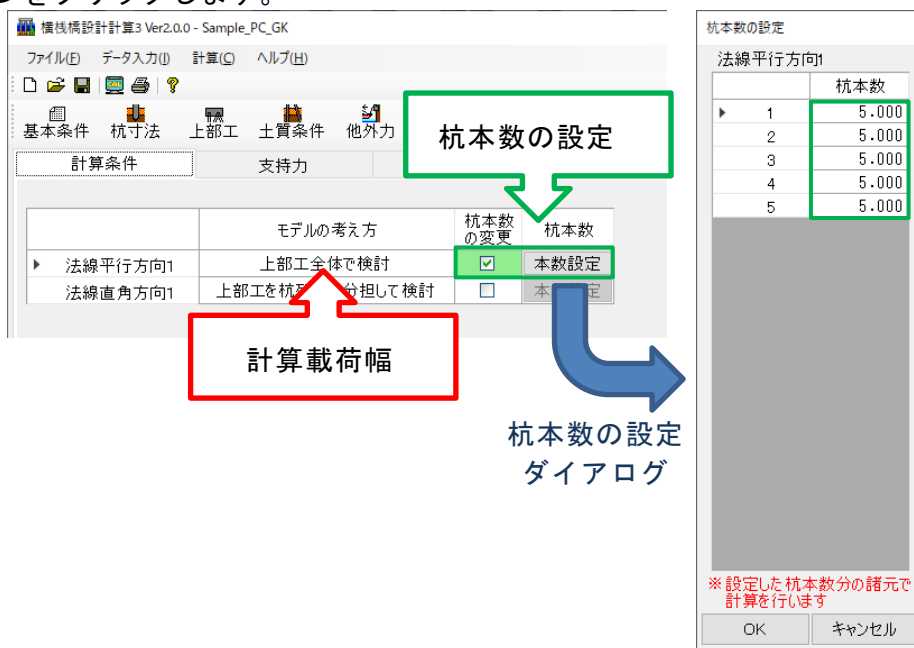 ンをクリックします。
横桟橋設計計算3 Ver2.0.0 - Sample_PC_GK
ファイル(F) データ入力(I) 計算(C) ヘルプ(H)
基本条件 杭寸法 上部工 土質条件 他外力
計算条件 支持力
モデルの考え方 杭本数の変更 杭本数
法線平行方向1 上部工全体で検討 本数設定
法線直角方向1 上部工を杭 分担して検討 本 定
杭本数の設定
計算載荷幅
杭本数の設定
ダイアログ
杭本数の設定
法線平行方向1
杭本数
1 5.000
2 5.000
3 5.000
4 5.000
5 5.000
※設定した杭本数分の諸元で
計算を行います
OK キャンセル